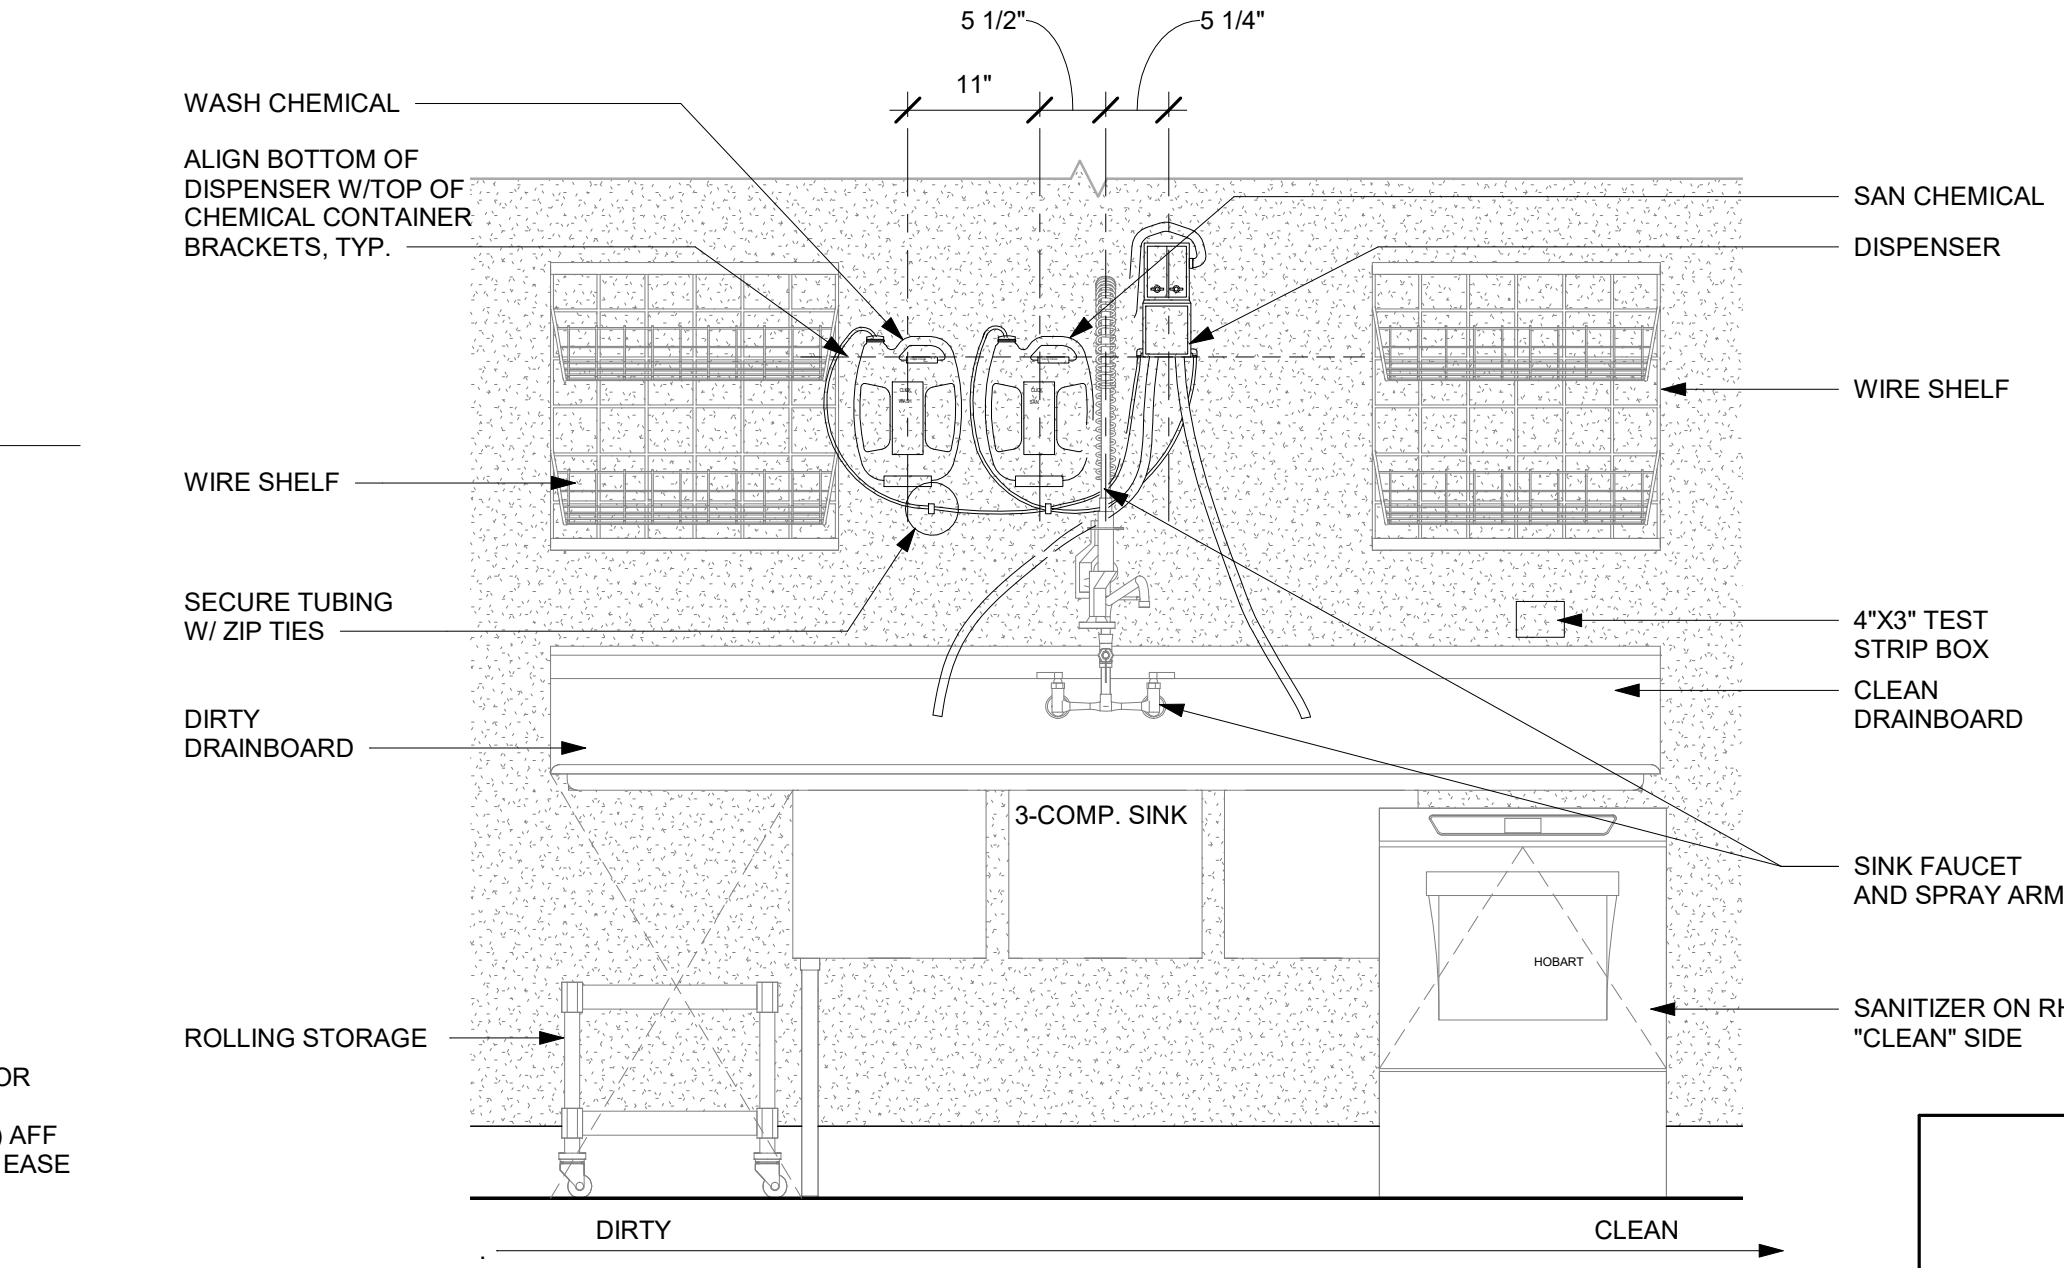 5 1/2"
5 1/4"
11"
WASH CHEMICAL
ALIGN BOTTOM OF
DISPENSER W/TOP OF
CHEMICAL CONTAINER
BRACKETS, TYP.
WIRE SHELF
SECURE TUBING
W/ ZIP TIES
DIRTY
DRAINBOARD
ROLLING STORAGE
SAN CHEMICAL
DISPENSER
WIRE SHELF
4"X3" TEST
STRIP BOX
CLEAN
DRAINBOARD
SINK FAUCET
AND SPRAY ARM
SANITIZER ON RH
"CLEAN" SIDE
WASH
SAN
3-COMP. SINK
HOBART
OR
) AFF
EASE
DIRTY
CLEAN
.